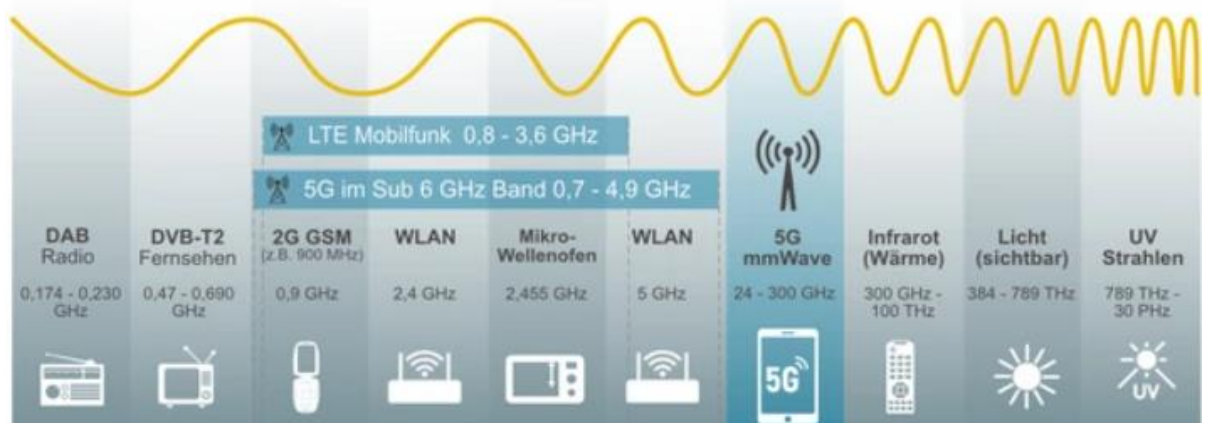 LTE Mobilfunk 0,8 - 3,6 GHz
5G im Sub 6 GHz Band 0,7 - 4,9 GHz
DAB
Radio
0,174 - 0,230
GHz
DVB-T2
Fernsehen
0,47 - 0,690
GHz
2G GSM
(z.B. 900 MHz)
0,9 GHz
WLAN
2,4 GHz
Mikro-
Wellenofen
2,455 GHz
WLAN
5 GHz
5G
mmWave
24 - 300 GHz
5G
Infrarot
(Wärme)
300 GHz -
100 THz
Licht
(sichtbar)
384 - 789 THz
UV
Strahlen
789 THz -
30 PHz
UV